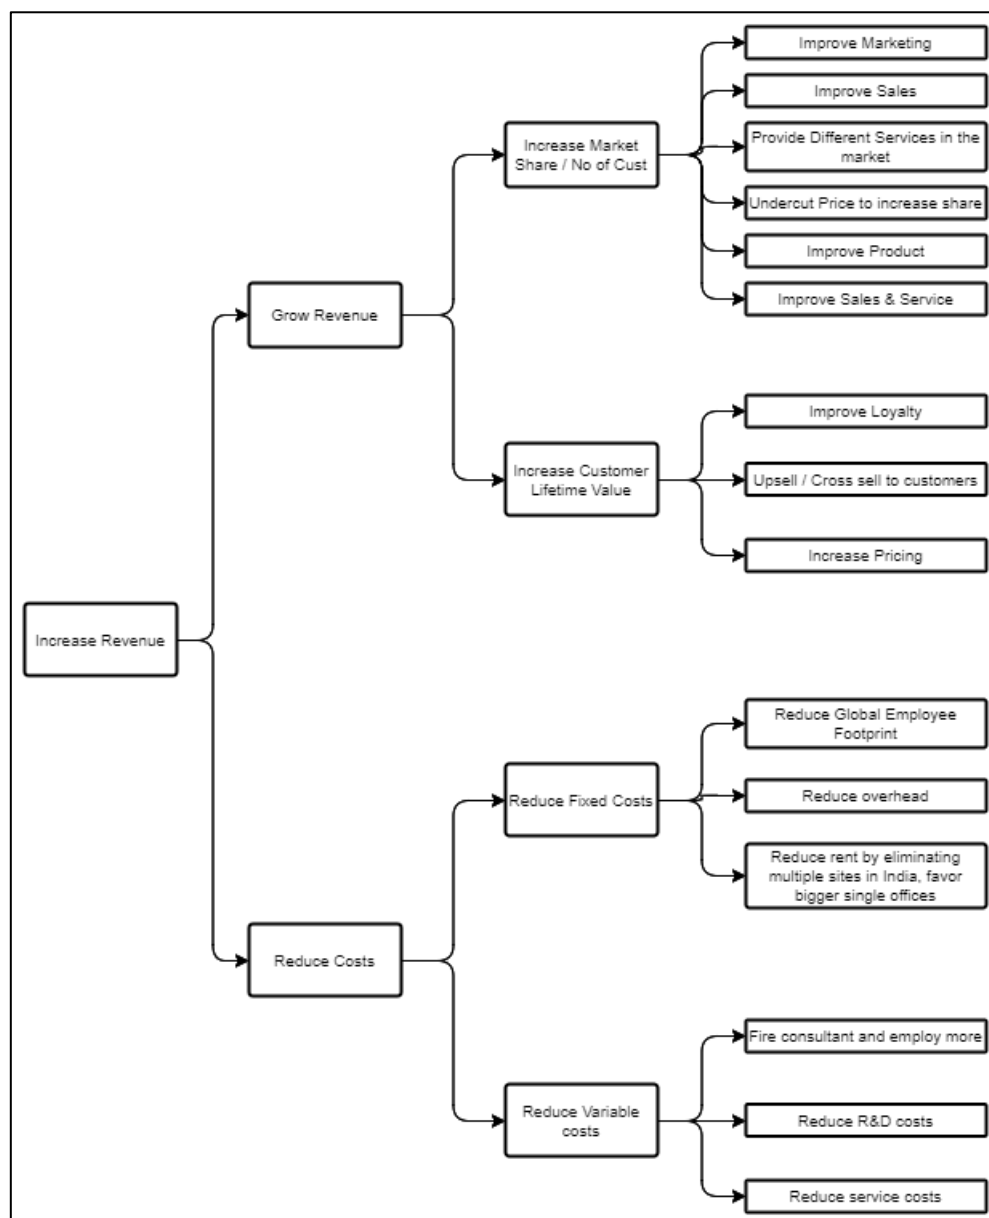 Improve Marketing
Improve Sales
Provide Different Services in the
market
Increase Market
Share / No of Cust
Undercut Price to increase share
Improve Product
Improve Sales & Service
Grow Revenue
Improve Loyalty
Increase Customer
Lifetime Value
Upsell / Cross sell to customers
Increase Pricing
Increase Revenue
Reduce Global Employee
Footprint
Reduce Fixed Costs
Reduce overhead
Reduce rent by eliminating
multiple sites in India, favor
bigger single offices
Reduce Costs
Fire consultant and employ more
Reduce Variable
costs
Reduce R&D costs
Reduce service costs